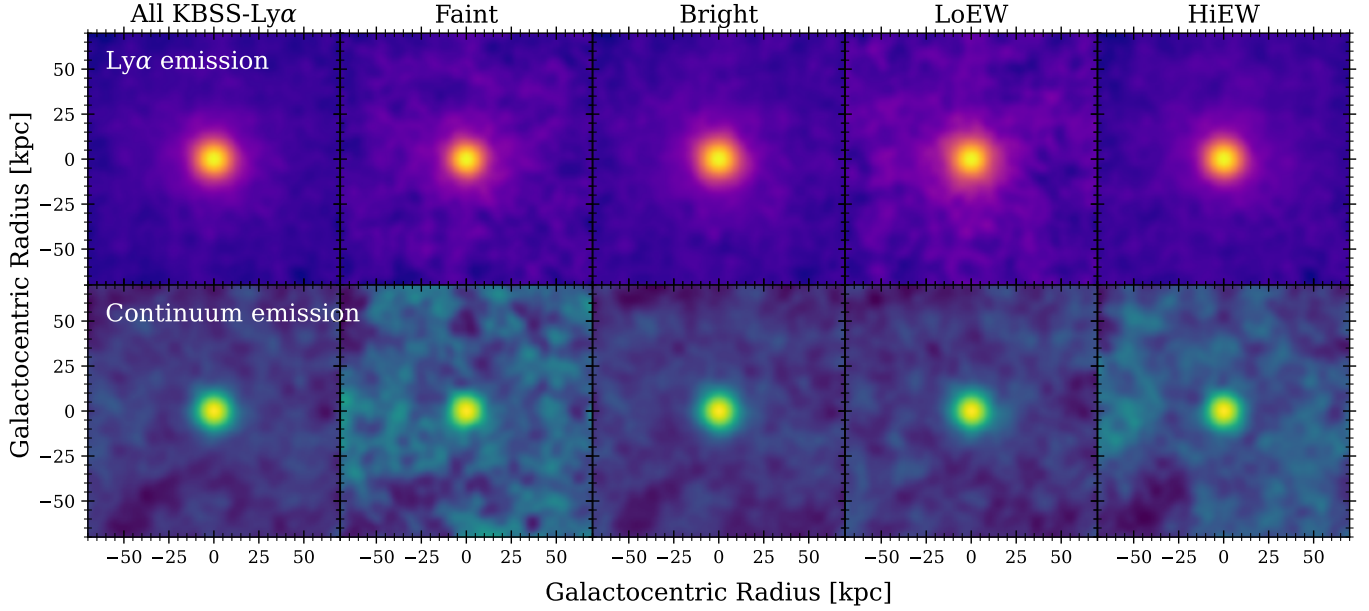 All KBSS-Lyα Faint Bright LoEW HiEW
Lyα emission
50
25
0
−25
−50
Continuum emission
50
25
0
−25
−50
Galactocentric Radius [kpc]
−50 −25 0 25 50 −50 −25 0 25 50 −50 −25 0 25 50 −50 −25 0 25 50 −50 −25 0 25 50
Galactocentric Radius [kpc]